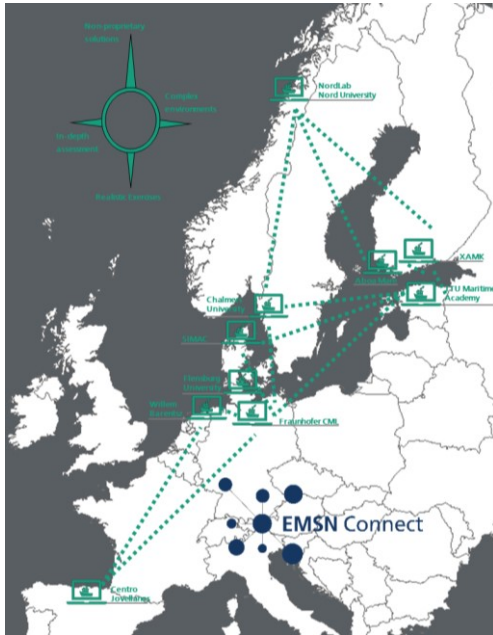 Non-proprietary
solutions
Complex
environments
In-depth
assessment
Realistic Exercises
NordLab
Nord University
XAMK
Aboa Mare
TTU Maritime
Academy
Chalmers
University
SIMAC
Flensburg
University
Willem
Barentsz
Fraunhofer CML
EMSN Connect
Centro
Jovellanos